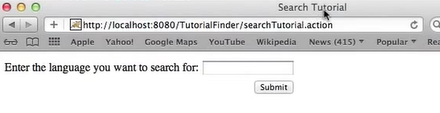 Search Tutorial
http://localhost:8080/TutorialFinder/searchTutorial.action
Apple Yahoo! Google Maps YouTube Wikipedia News (415) Popular Rea
Enter the language you want to search for:
Submit